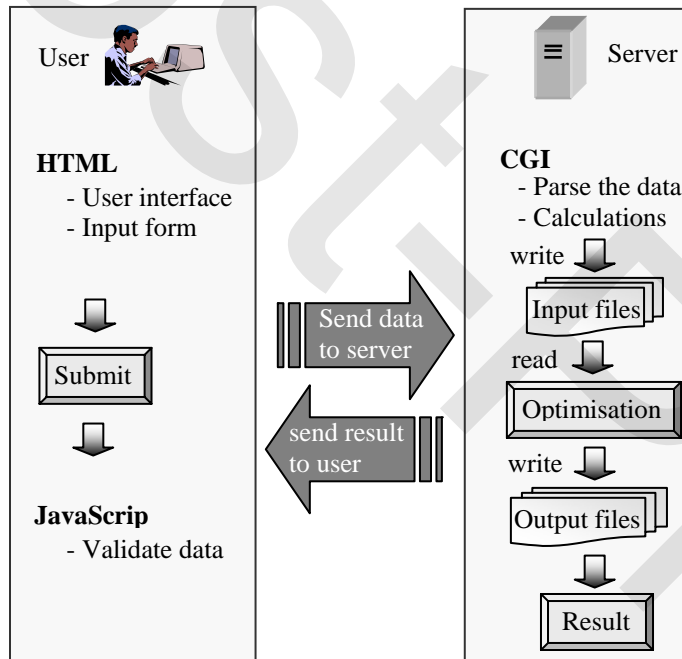 User
HTML
- User interface
- Input form
Submit
JavaScrip
- Validate data
Send data
to server
send result
to user
Server
CGI
- Parse the data
- Calculations
write
Input files
read
Optimisation
write
Output files
Result